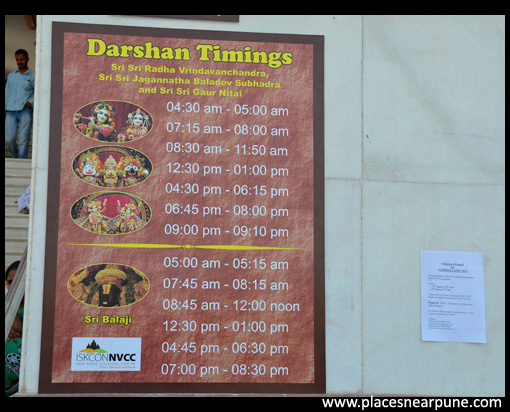 Darshan Timings
Sri Sri Radha Vrindavanchandra,
Sri Sri Jagannatha Baladev Subhadra
and Sri Sri Gaur Nitai
04:30 am - 05:00 am
07:15 am - 08:00 am
08:30 am - 11:50 am
12:30 pm - 01:00 pm
04:30 pm - 06:15 pm
06:45 pm - 08:00 pm
09:00 pm - 09:10 pm
05:00 am - 05:15 am
07:45 am - 08:15 am
08:45 am - 12:00 noon
12:30 pm - 01:00 pm
04:45 pm - 06:30 pm
07:00 pm - 08:30 pm
Sri Balaji
ISKCON NVCC
www.placesnearpune.com